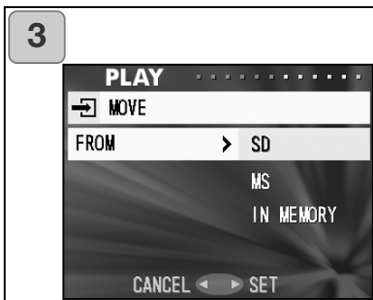 3
PLAY
MOVE
FROM > SD
MS
IN MEMORY
CANCEL ◄ ► SET